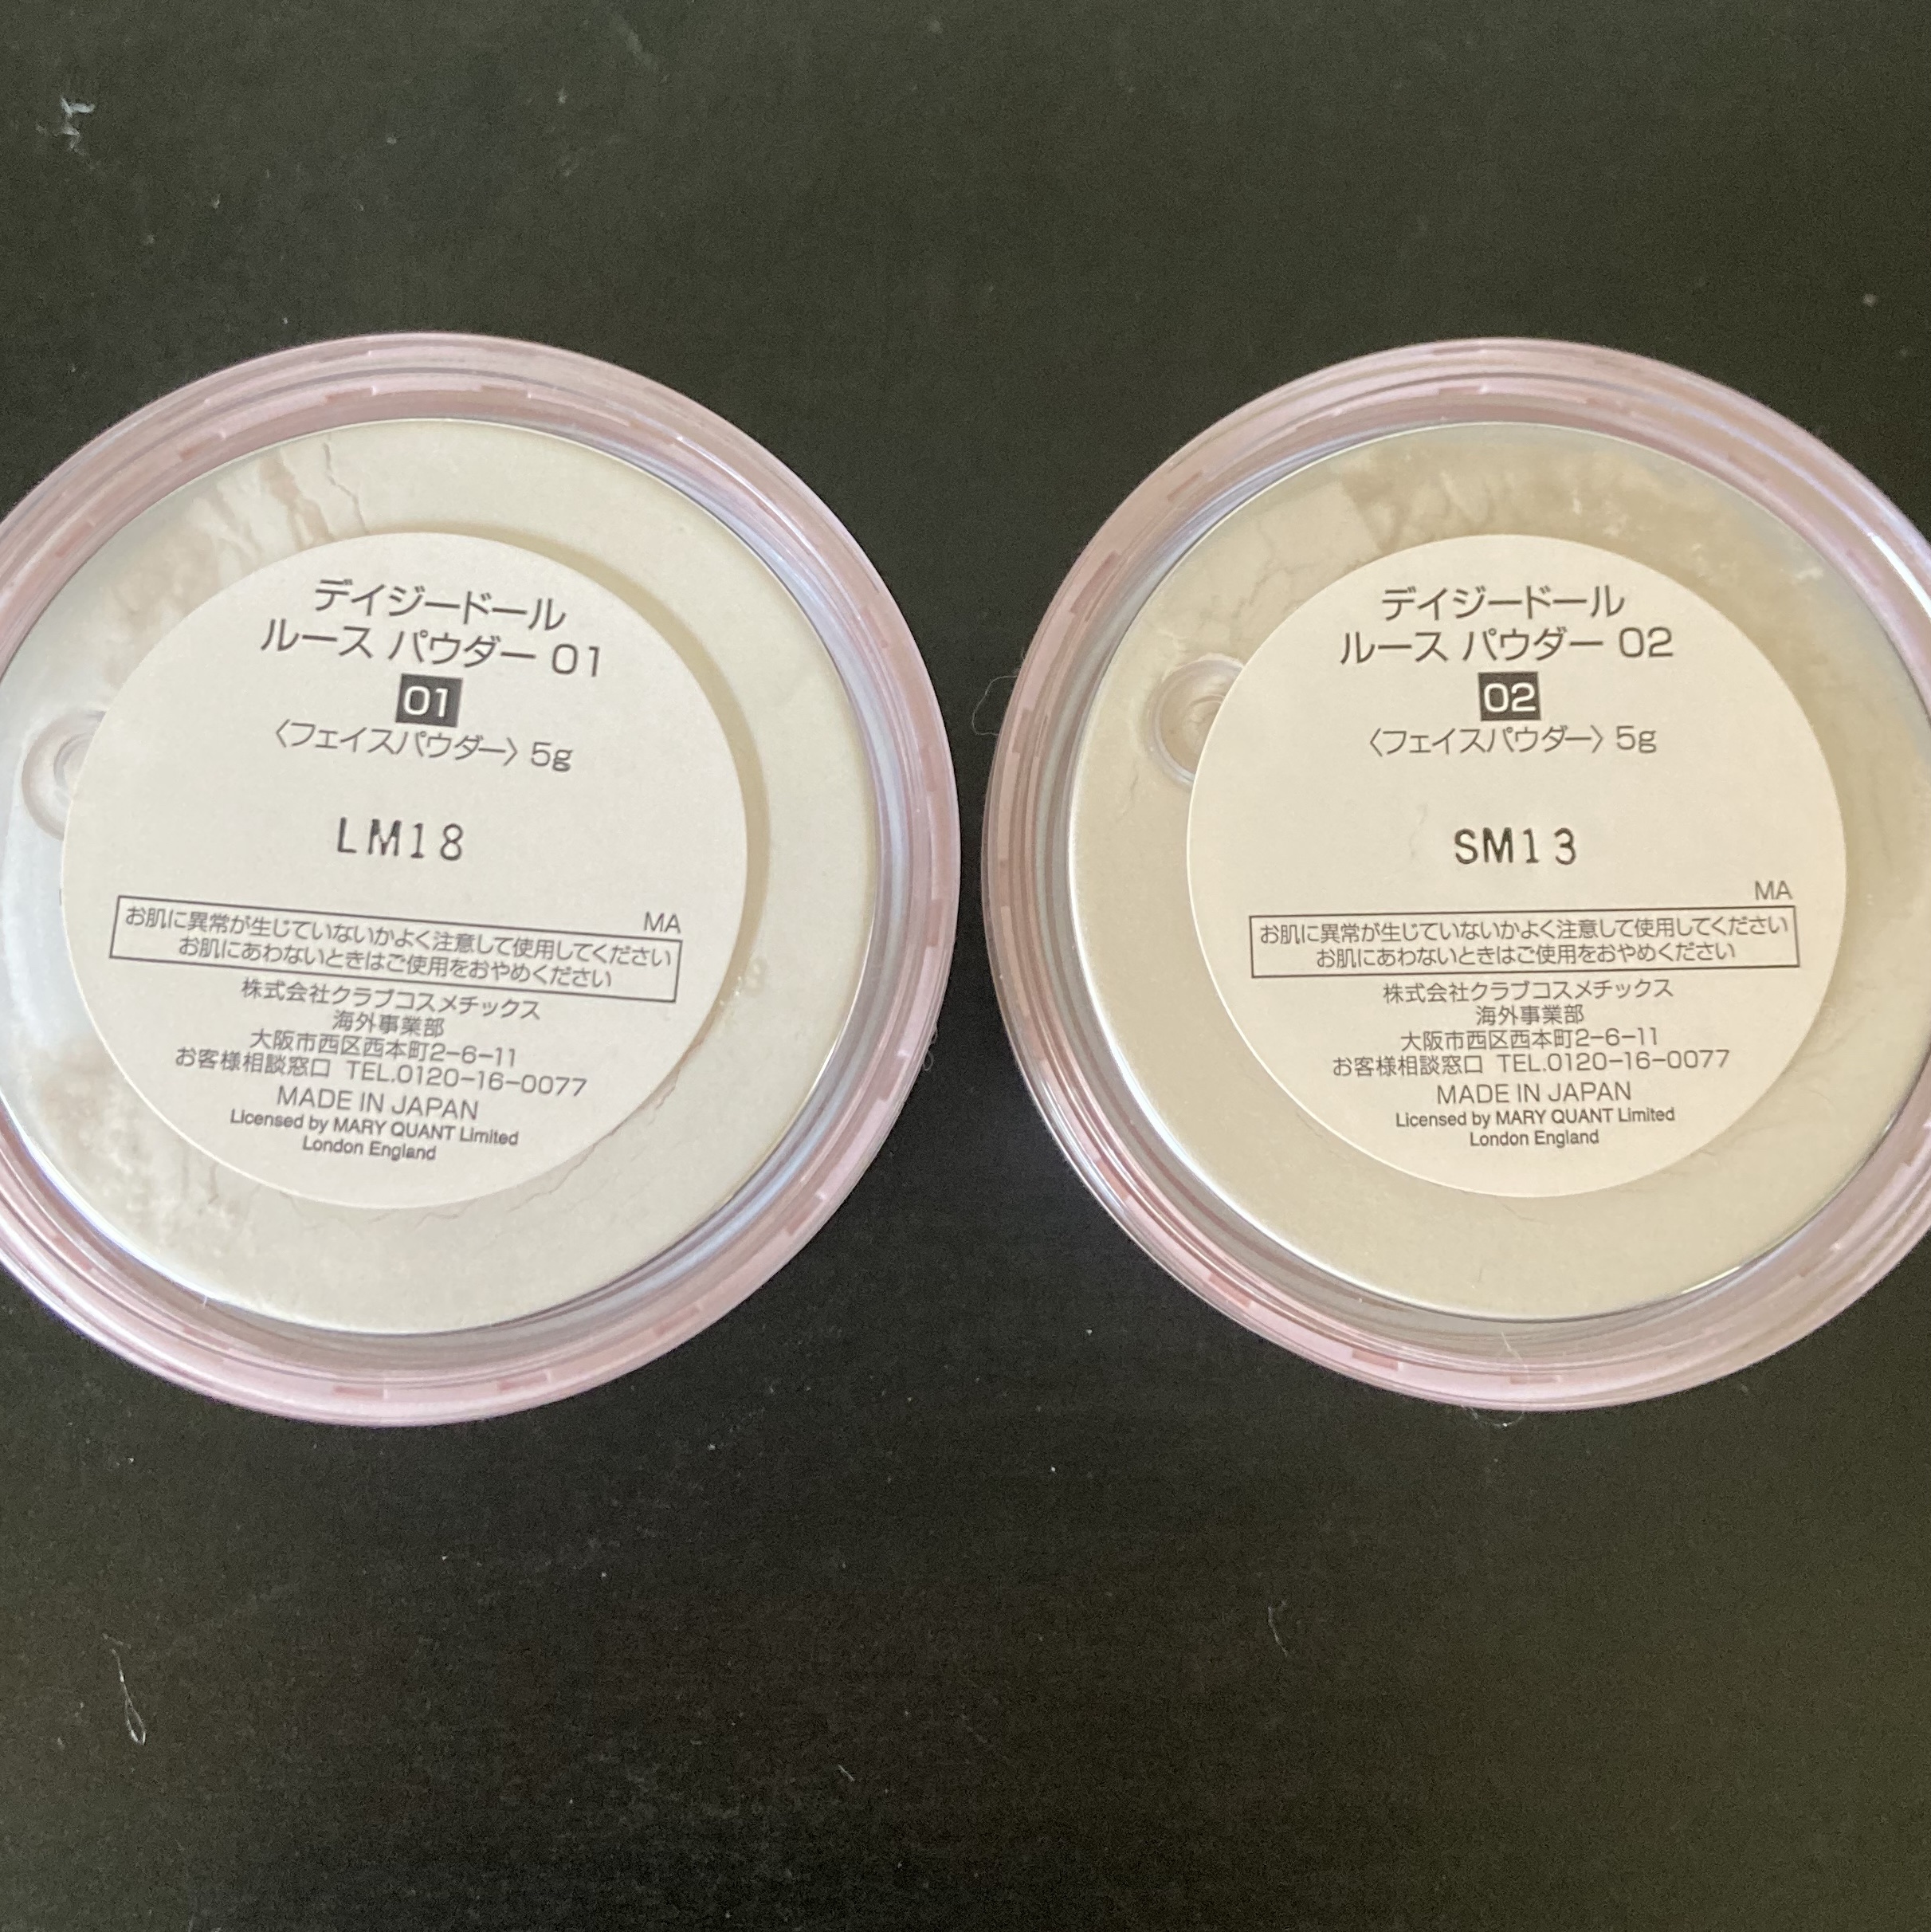 デイジードール
ルース パウダー 01
01
〈フェイスパウダー〉 5g
LM18
MA
お肌に異常が生じていないかよく注意して使用してください
お肌にあわないときはご使用をおやめください
株式会社クラブコスメチックス
海外事業部
大阪市西区西本町2-6-11
お客様相談窓口 TEL.0120-16-0077
MADE IN JAPAN
Licensed by MARY QUANT Limited
London England
デイジードール
ルース パウダー 02
02
〈フェイスパウダー〉 5g
SM13
MA
お肌に異常が生じていないかよく注意して使用してください
お肌にあわないときはご使用をおやめください
株式会社クラブコスメチックス
海外事業部
大阪市西区西本町2-6-11
お客様相談窓口 TEL.0120-16-0077
MADE IN JAPAN
Licensed by MARY QUANT Limited
London England